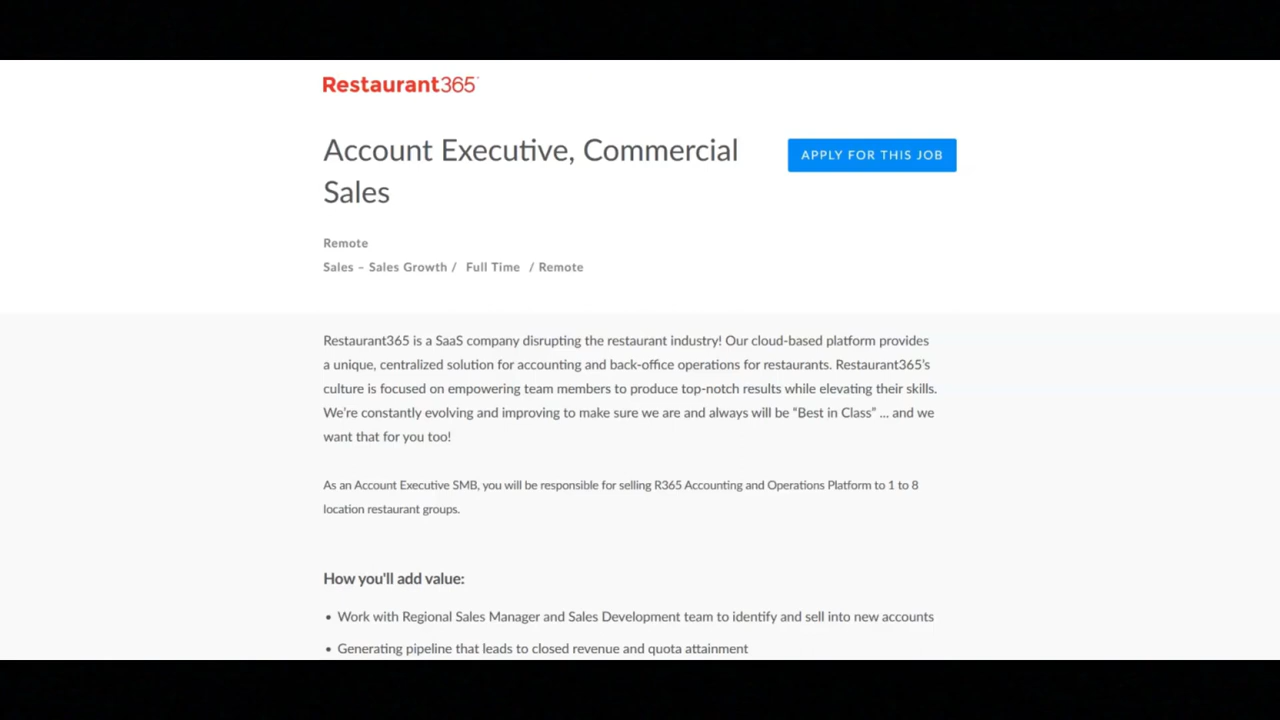 Restaurant365
Account Executive, Commercial
Sales
APPLY FOR THIS JOB
Remote
Sales – Sales Growth / Full Time / Remote
Restaurant365 is a SaaS company disrupting the restaurant industry! Our cloud-based platform provides
a unique, centralized solution for accounting and back-office operations for restaurants. Restaurant365’s
culture is focused on empowering team members to produce top-notch results while elevating their skills.
We’re constantly evolving and improving to make sure we are and always will be “Best in Class” ... and we
want that for you too!
As an Account Executive SMB, you will be responsible for selling R365 Accounting and Operations Platform to 1 to 8
location restaurant groups.
How you'll add value:
• Work with Regional Sales Manager and Sales Development team to identify and sell into new accounts
• Generating pipeline that leads to closed revenue and quota attainment